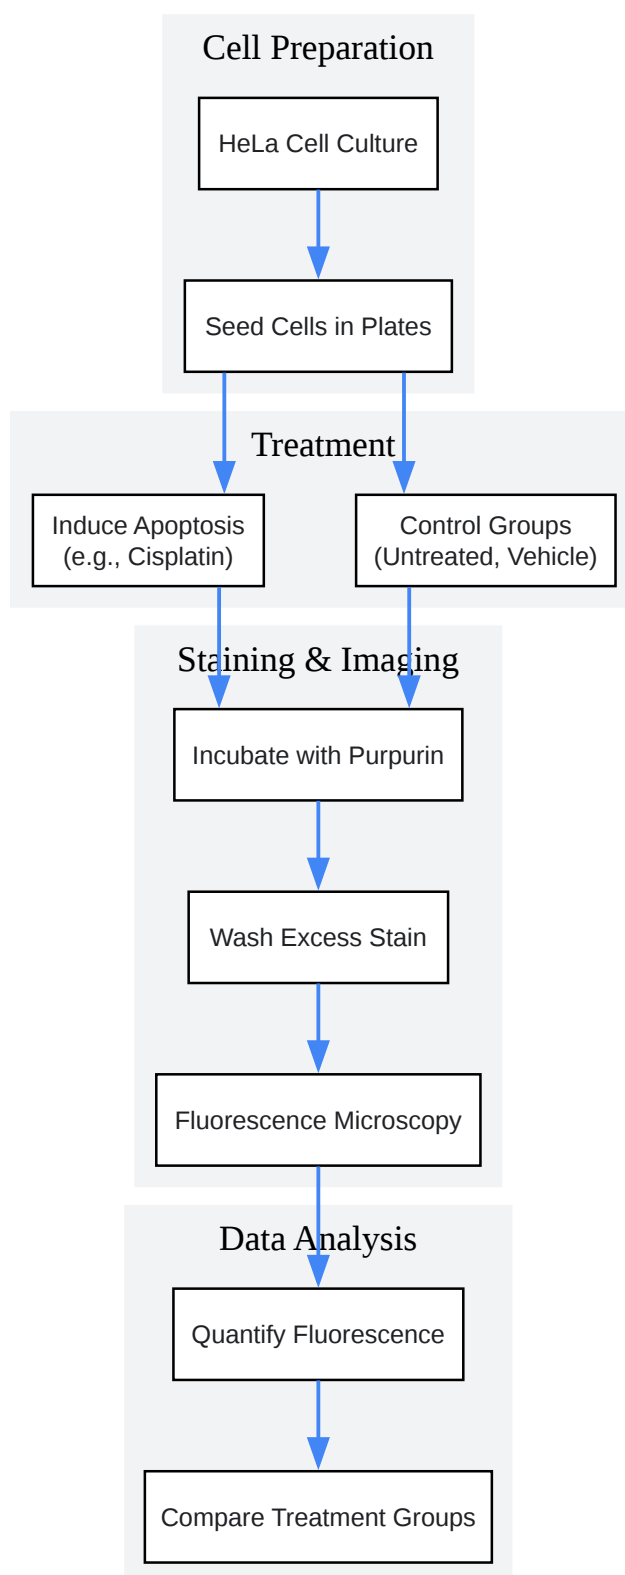 Cell Preparation
HeLa Cell Culture
Seed Cells in Plates
Treatment
Induce Apoptosis
(e.g., Cisplatin)
Control Groups
(Untreated, Vehicle)
Staining & Imaging
Incubate with Purpurin
Wash Excess Stain
Fluorescence Microscopy
Data Analysis
Quantify Fluorescence
Compare Treatment Groups